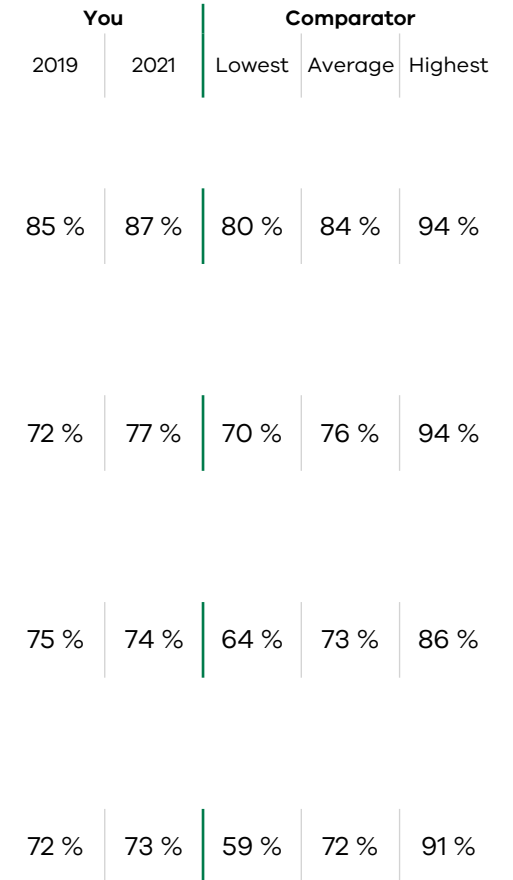 You Comparator
2019 2021 Lowest Average Highest
85 % 87 % 80 % 84 % 94 %
72 % 77 % 70 % 76 % 94 %
75 % 74 % 64 % 73 % 86 %
72 % 73 % 59 % 72 % 91 %